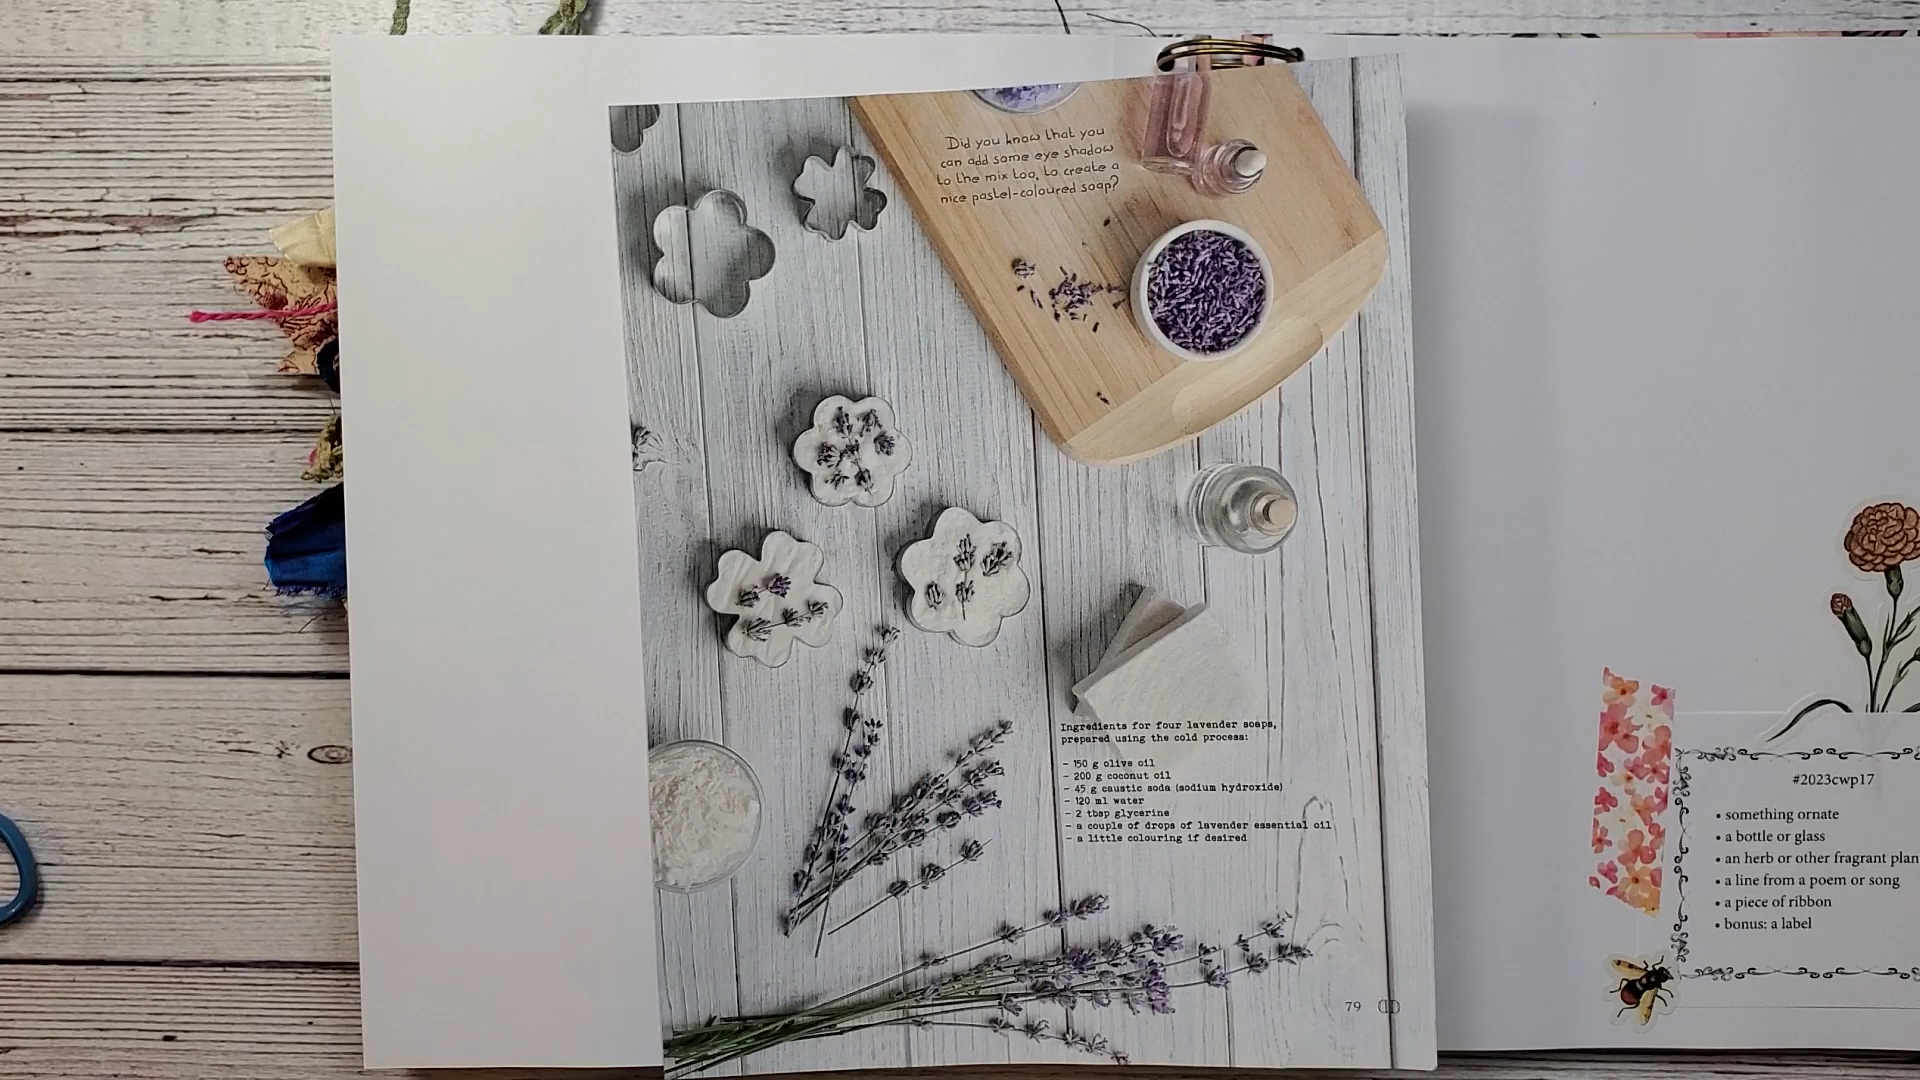 Did you know that you
can add some eye shadow
to the mix too, to create a
nice pastel-coloured soap?
Ingredients for four lavender soaps,
prepared using the cold process:
- 150 g olive oil
- 200 g coconut oil
- 45 g caustic soda (sodium hydroxide)
- 120 ml water
- 2 tbsp glycerine
- a couple of drops of lavender essential oil
- a little colouring if desired
79
#2023cwp17
• something ornate
• a bottle or glass
• an herb or other fragrant plan
• a line from a poem or song
• a piece of ribbon
• bonus: a label